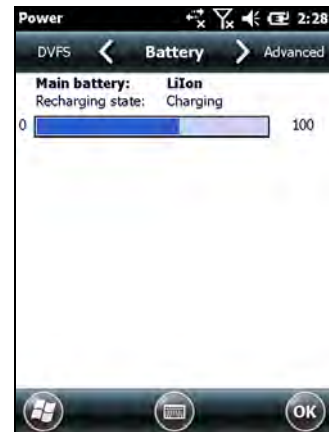 Power 2:28
DVFS Battery Advanced
Main battery: LiIon
Recharging state: Charging
0 100
OK